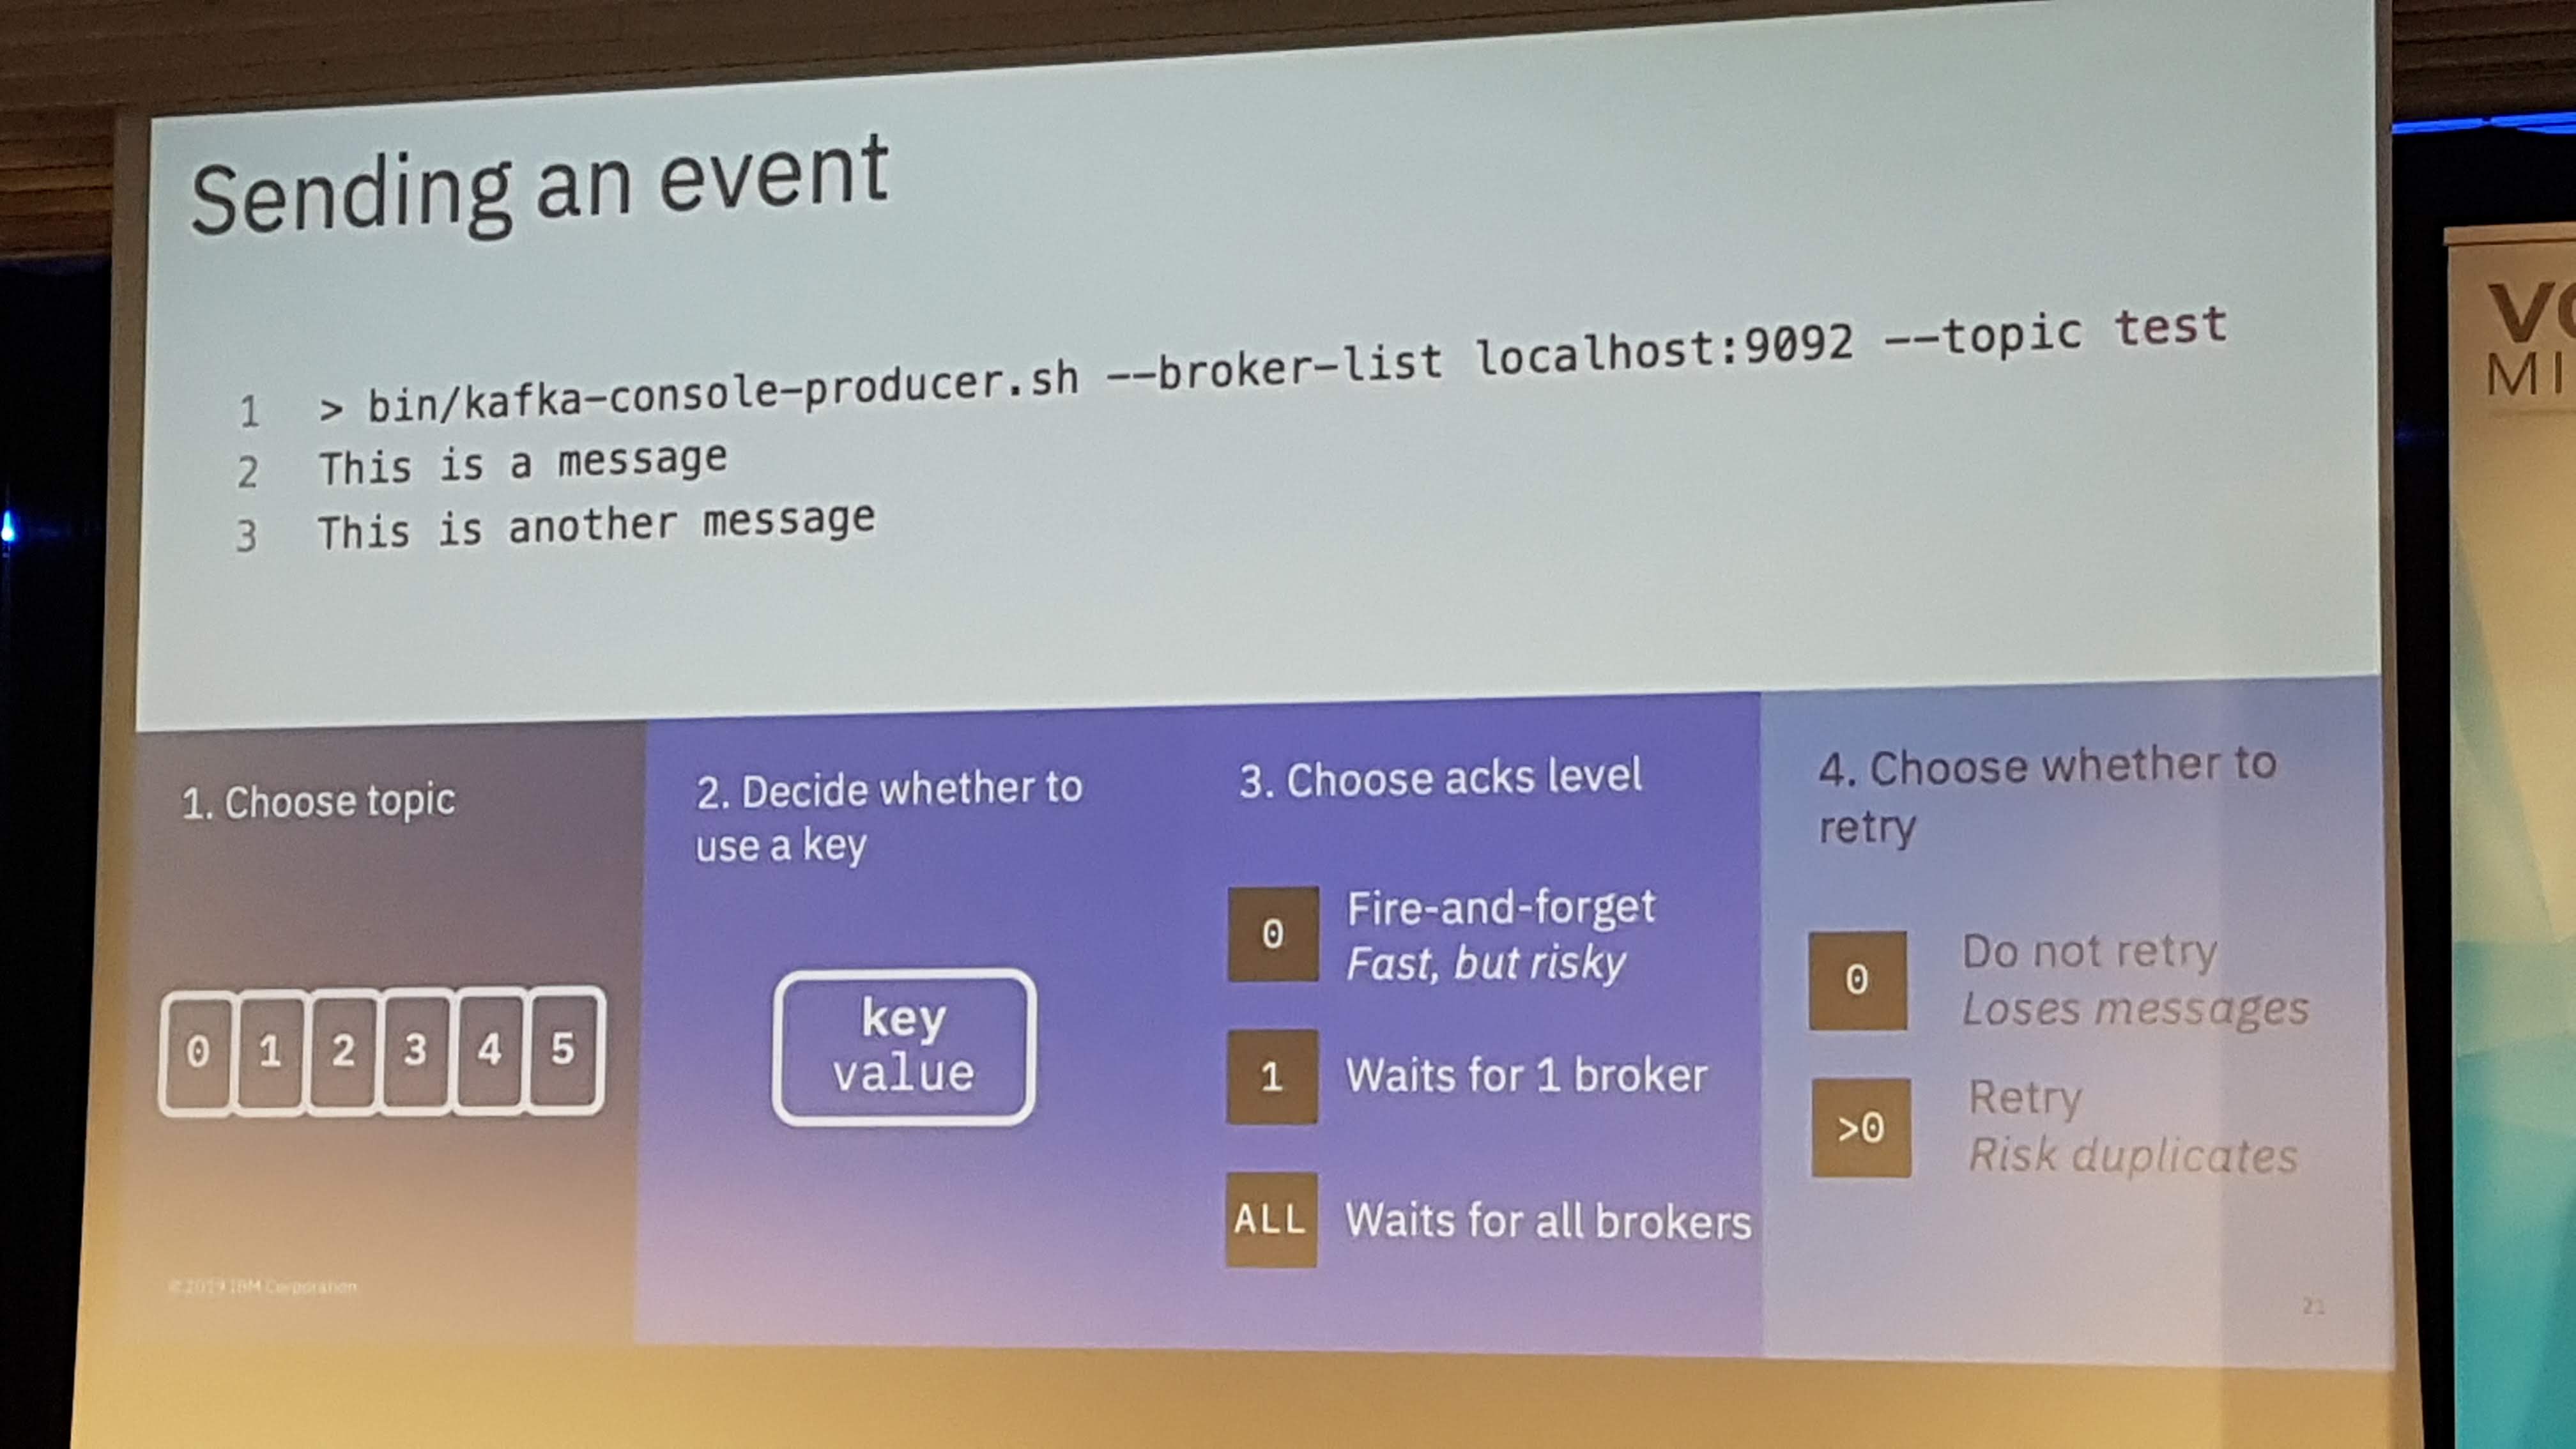 Sending an event
1 > bin/kafka-console-producer.sh --broker-list localhost:9092 --topic test
2 This is a message
3 This is another message
1. Choose topic
0 1 2 3 4 5
2. Decide whether to
use a key
key
value
3. Choose acks level
0 Fire-and-forget
Fast, but risky
1 Waits for 1 broker
ALL Waits for all brokers
4. Choose whether to
retry
0 Do not retry
Loses messages
>0 Retry
Risk duplicates
© 2019 IBM Corporation
21
MI